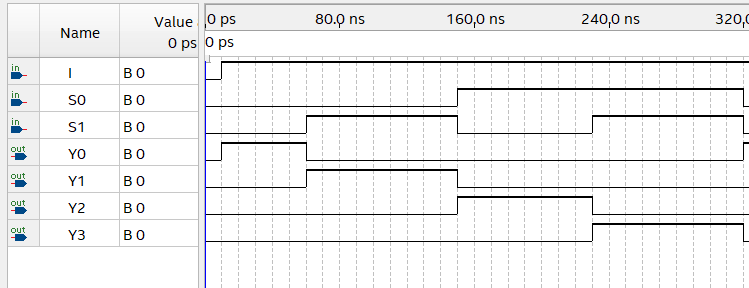 Name Value 0 ps 80.0 ns 160.0 ns 240.0 ns 320.
0 ps 0 ps
in I B 0
in S0 B 0
in S1 B 0
out Y0 B 0
out Y1 B 0
out Y2 B 0
out Y3 B 0